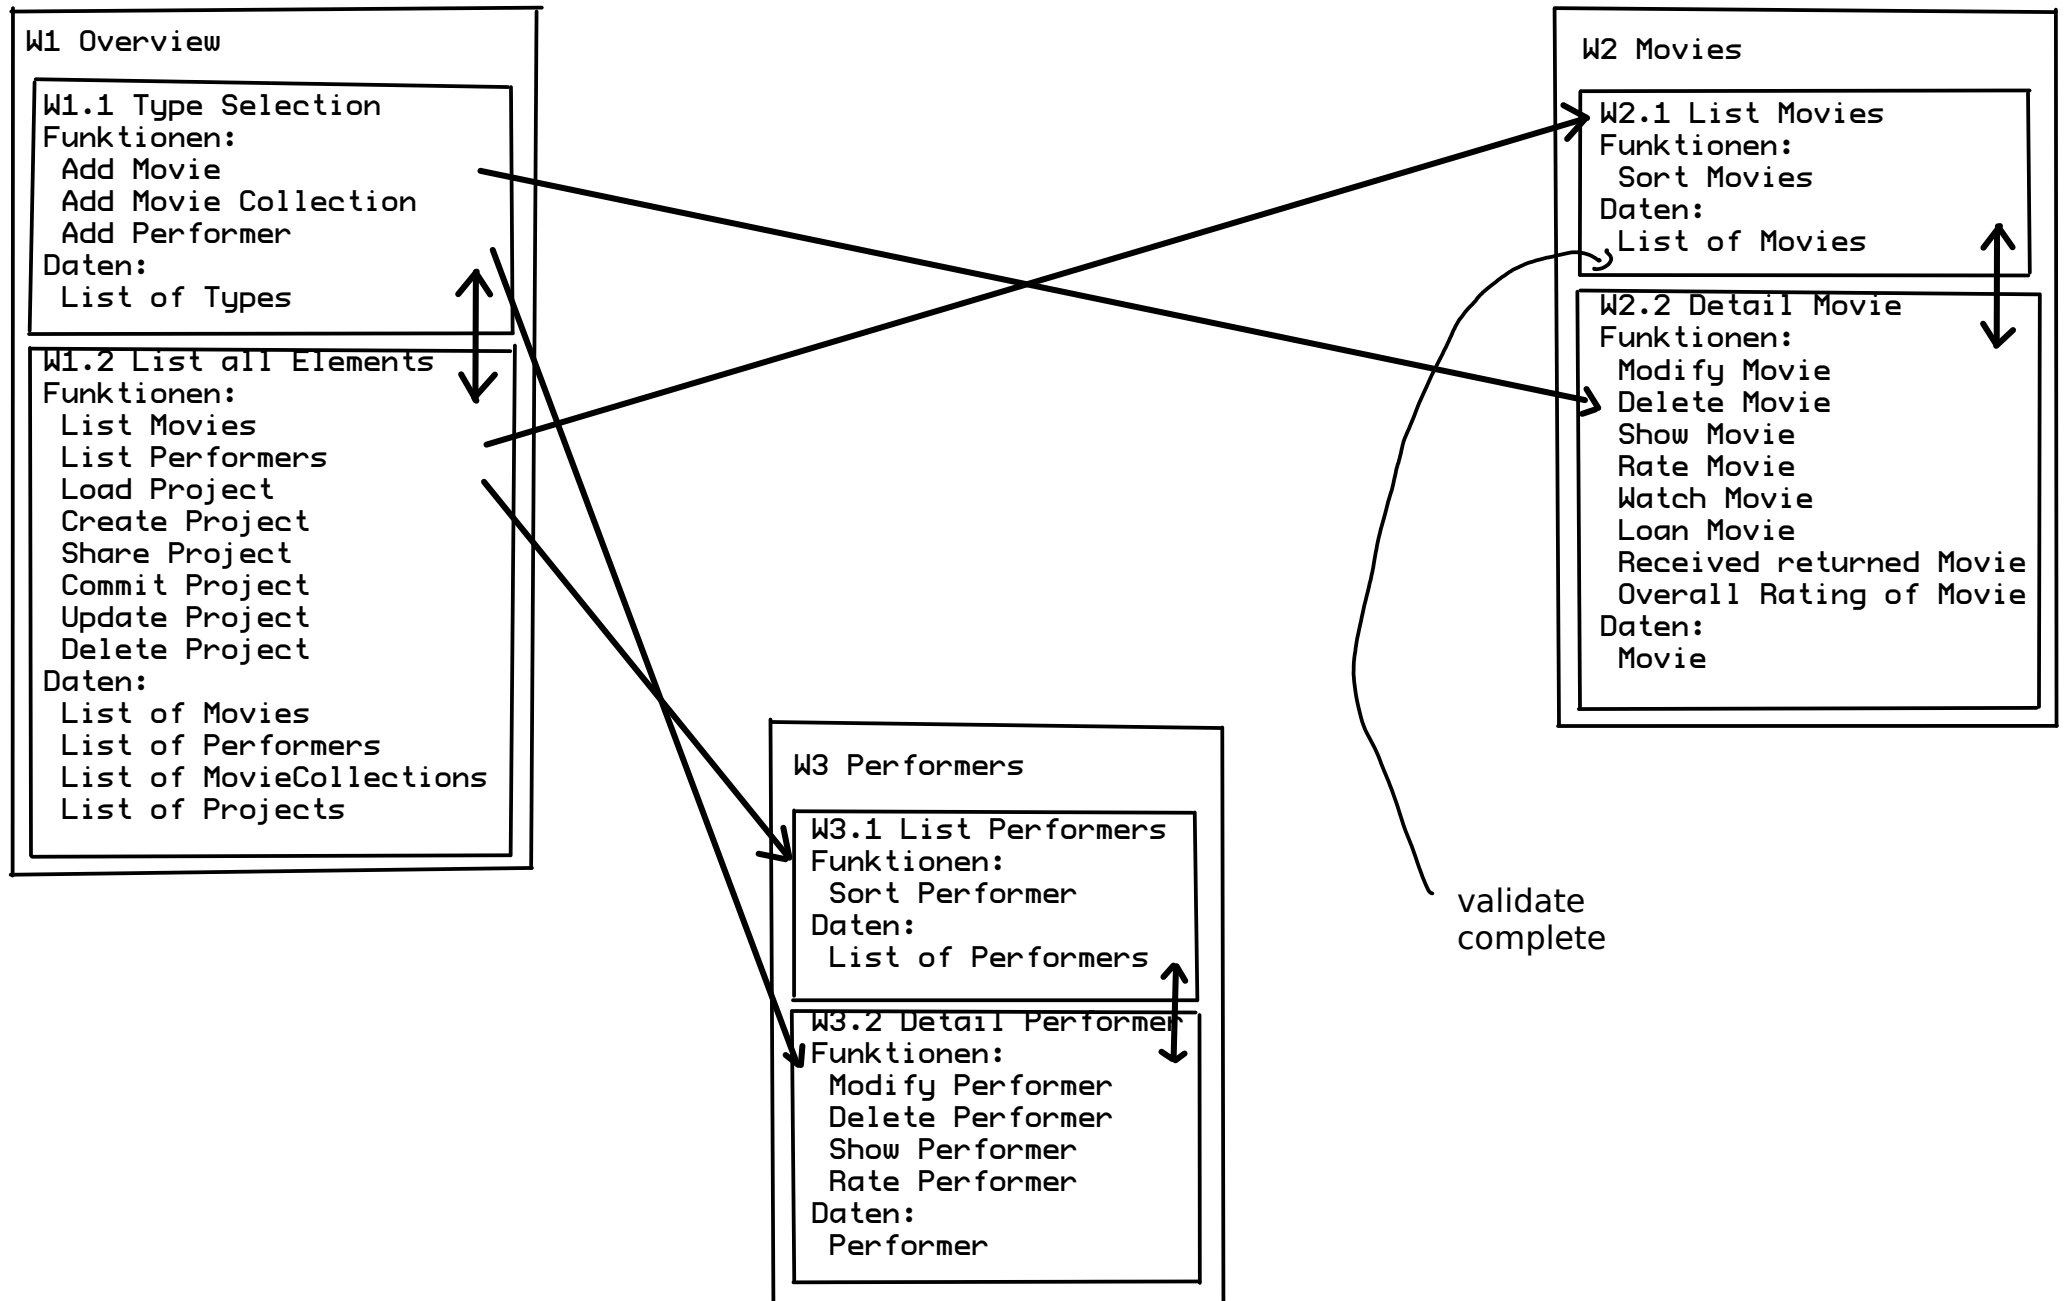 W1 Overview
W1.1 Type Selection
Funktionen:
Add Movie
Add Movie Collection
Add Performer
Daten:
List of Types
W1.2 List all Elements
Funktionen:
List Movies
List Performers
Load Project
Create Project
Share Project
Commit Project
Update Project
Delete Project
Daten:
List of Movies
List of Performers
List of MovieCollections
List of Projects
W2 Movies
W2.1 List Movies
Funktionen:
Sort Movies
Daten:
List of Movies
W2.2 Detail Movie
Funktionen:
Modify Movie
Delete Movie
Show Movie
Rate Movie
Watch Movie
Loan Movie
Received returned Movie
Overall Rating of Movie
Daten:
Movie
W3 Performers
W3.1 List Performers
Funktionen:
Sort Performer
Daten:
List of Performers
W3.2 Detail Performer
Funktionen:
Modify Performer
Delete Performer
Show Performer
Rate Performer
Daten:
Performer
validate
complete